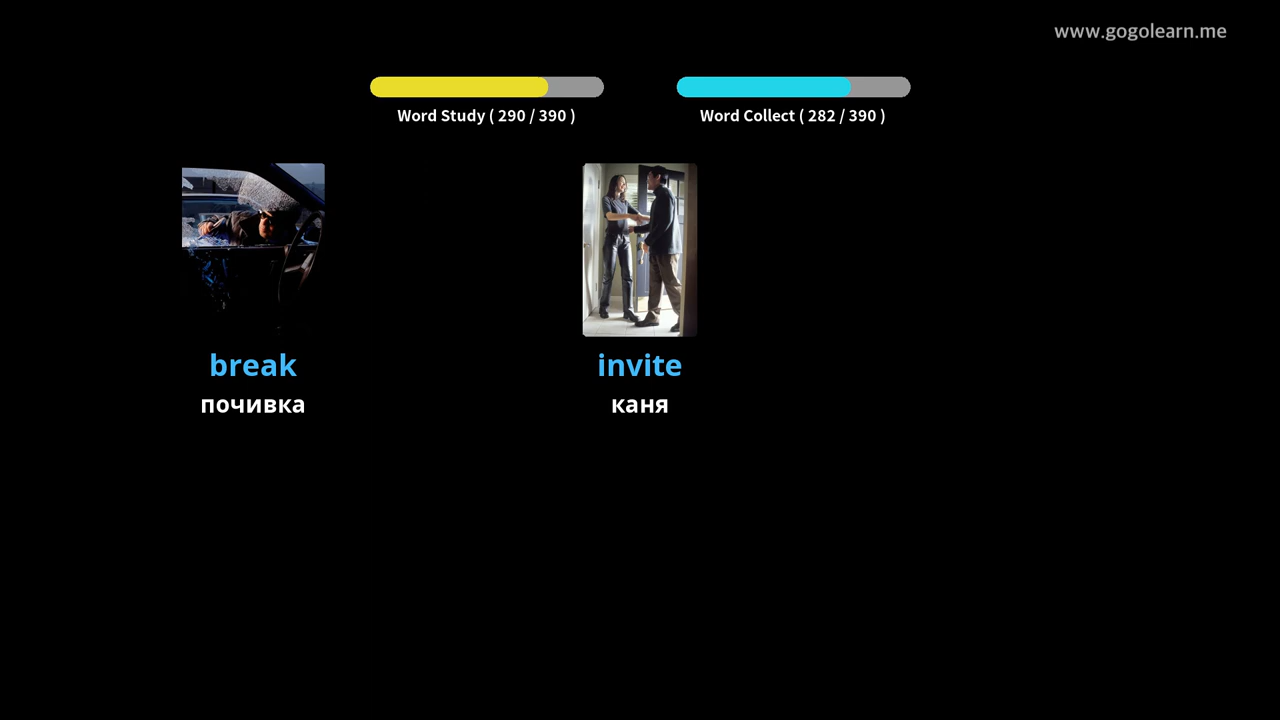 www.gogolearn.me
Word Study ( 290 / 390 )
Word Collect ( 282 / 390 )
break
почивка
invite
каня